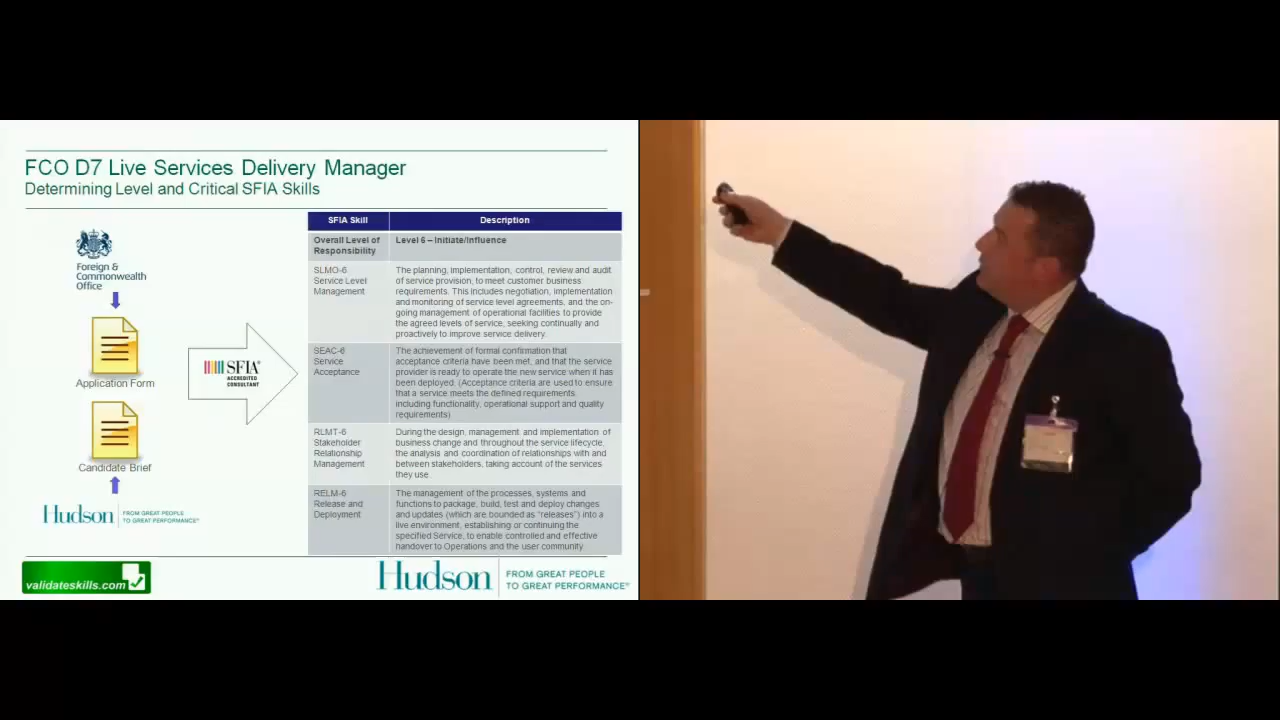 FCO D7 Live Services Delivery Manager
Determining Level and Critical SFIA Skills
Foreign &
Commonwealth
Office
Application Form
Candidate Brief
Hudson
FROM GREAT PEOPLE
TO GREAT PERFORMANCE™
SFIA®
ACCREDITED
CONSULTANT
SFIA Skill
Description
Overall Level of
Responsibility
Level 6 – Initiate/Influence
SLMO-6
Service Level
Management
The planning, implementation, control, review and audit
of service provision, to meet customer business
requirements. This includes negotiation, implementation
and monitoring of service level agreements, and the on-
going management of operational facilities to provide
the agreed levels of service, seeking continually and
proactively to improve service delivery.
SEAC-6
Service
Acceptance
The achievement of formal confirmation that
acceptance criteria have been met, and that the service
provider is ready to operate the new service when it has
been deployed. (Acceptance criteria are used to ensure
that a service meets the defined requirements,
including functionality, operational support and quality
requirements)
RLMT-6
Stakeholder
Relationship
Management
During the design, management and implementation of
business change and throughout the service lifecycle,
the analysis and coordination of relationships with and
between stakeholders, taking account of the services
they use.
RELM-6
Release and
Deployment
The management of the processes, systems and
functions to package, build, test and deploy changes
and updates (which are bounded as "releases") into a
live environment, establishing or continuing the
specified Service, to enable controlled and effective
handover to Operations and the user community
validateskills.com
Hudson
FROM GREAT PEOPLE
TO GREAT PERFORMANCE™